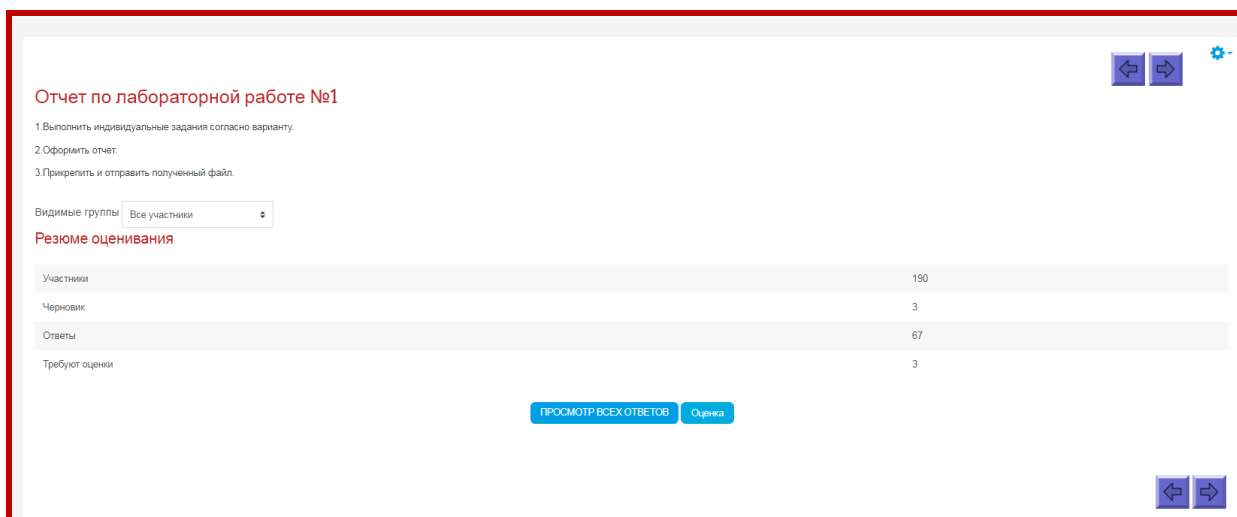 Отчет по лабораторной работе №1
1.Выполнить индивидуальные задания согласно варианту.
2.Оформить отчет.
3.Прикрепить и отправить полученный файл.
Видимые группы Все участники
Резюме оценивания
Участники 190
Черновик 3
Ответы 67
Требуют оценки 3
ПРОСМОТР ВСЕХ ОТВЕТОВ Оценка